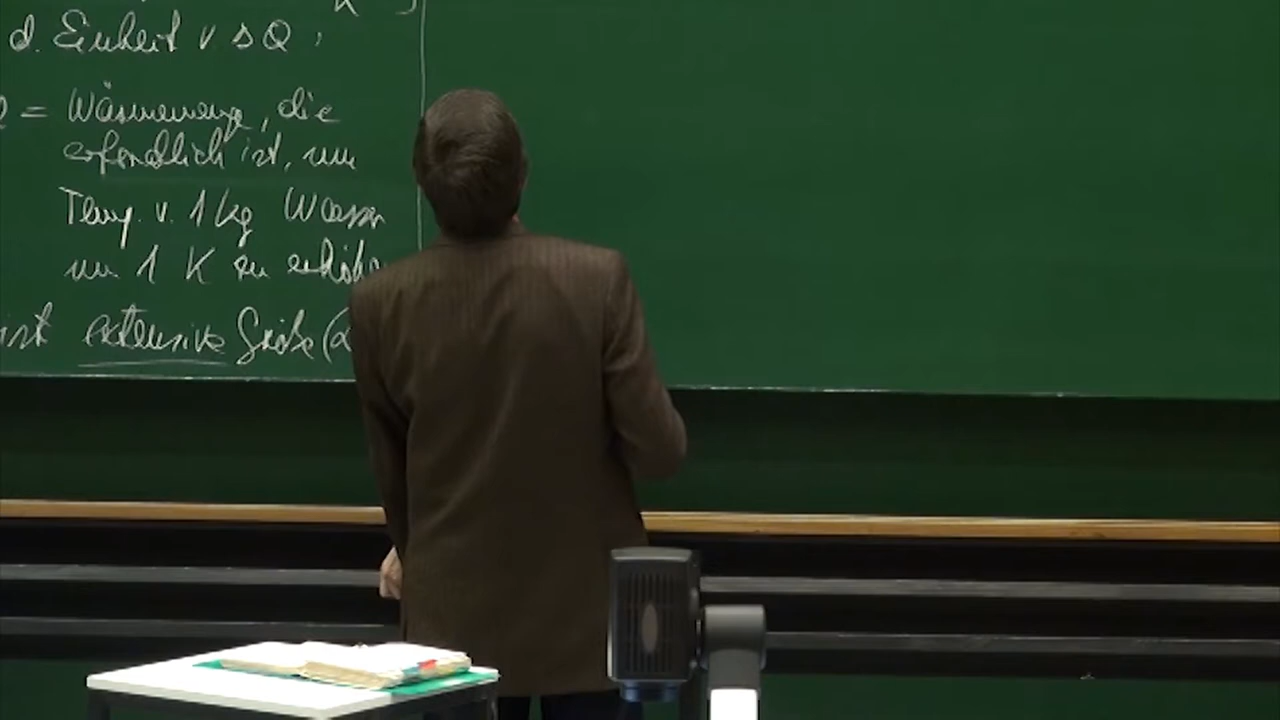 d. Einheit v ΔQ :
= Wärmemenge, die
erforderlich ist, um
Temp. v. 1 kg Wasser
um 1 K zu erhöhen
ist extensive Größe (